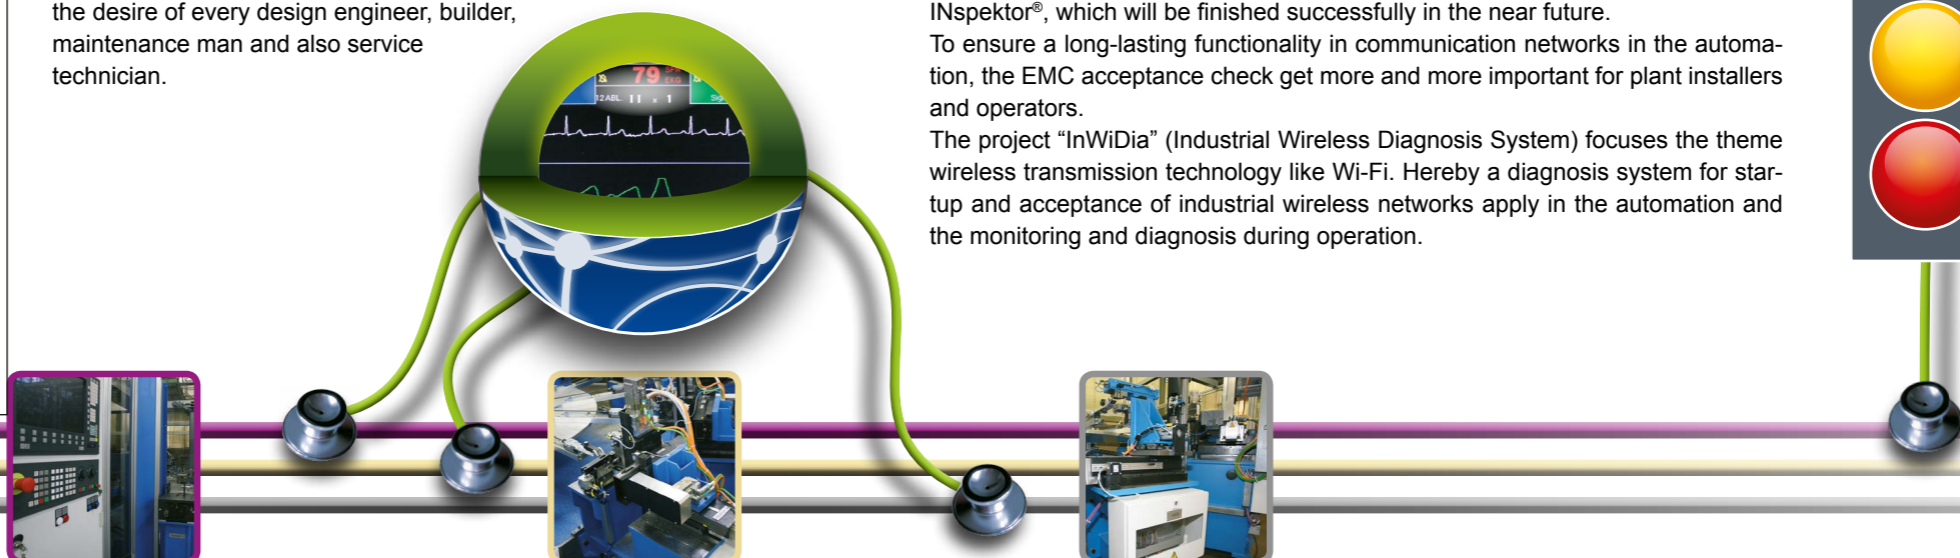 the desire of every design engineer, builder,
maintenance man and also service
technician.
79
12ABL. II x 1
INspektor®, which will be finished successfully in the near future.
To ensure a long-lasting functionality in communication networks in the automa-
tion, the EMC acceptance check get more and more important for plant installers
and operators.
The project “InWiDia” (Industrial Wireless Diagnosis System) focuses the theme
wireless transmission technology like Wi-Fi. Hereby a diagnosis system for star-
tup and acceptance of industrial wireless networks apply in the automation and
the monitoring and diagnosis during operation.